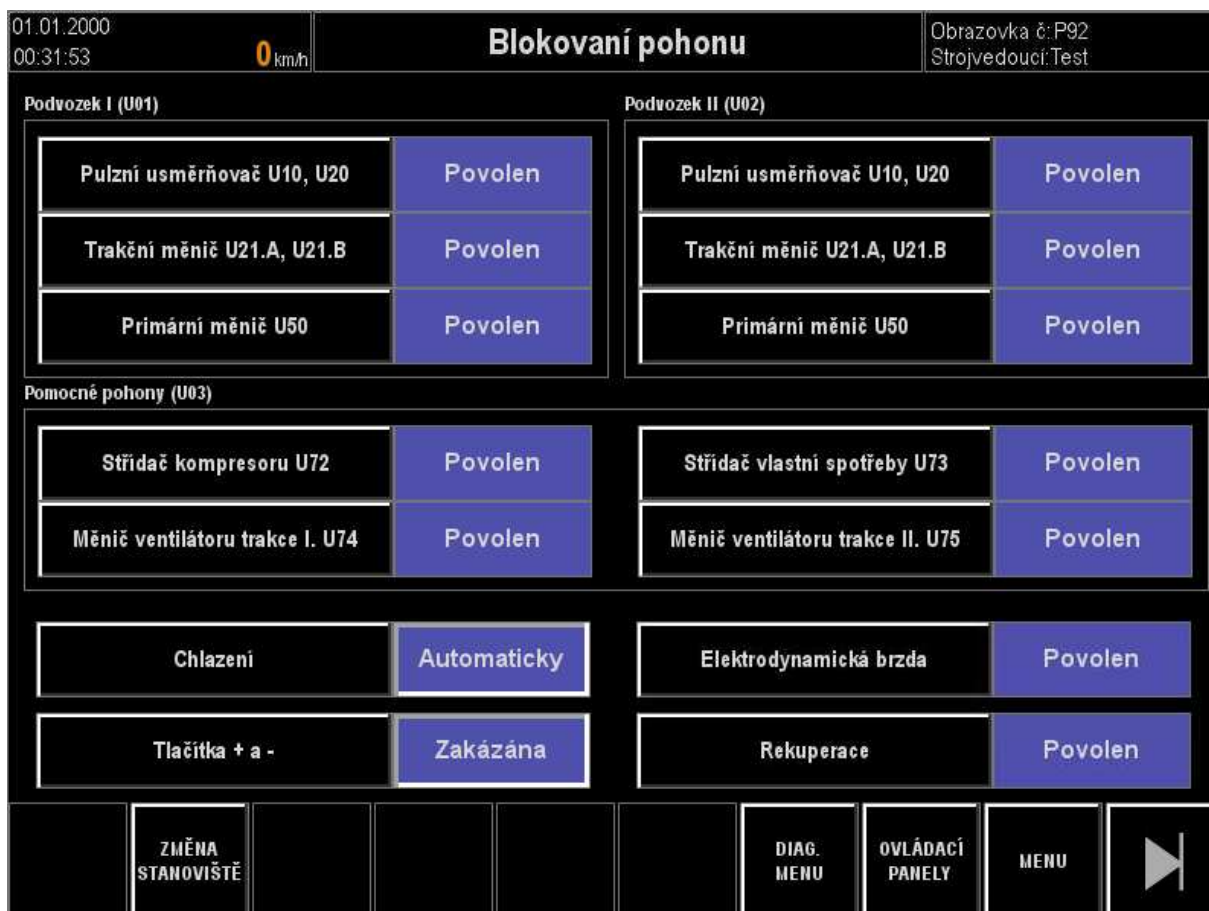 01.01.2000
00:31:53
0 km/h
Blokovaní pohonu
Obrazovka č:P92
Strojvedoucí:Test
Podvozek I (U01)
Podvozek II (U02)
Pulzní usměrňovač U10, U20 Povolen
Pulzní usměrňovač U10, U20 Povolen
Trakční měnič U21.A, U21.B Povolen
Trakční měnič U21.A, U21.B Povolen
Primární měnič U50 Povolen
Primární měnič U50 Povolen
Pomocné pohony (U03)
Střídač kompresoru U72 Povolen
Střídač vlastní spotřeby U73 Povolen
Měnič ventilátoru trakce I. U74 Povolen
Měnič ventilátoru trakce II. U75 Povolen
Chlazení Automaticky
Elektrodynamická brzda Povolen
Tlačítka + a - Zakázána
Rekuperace Povolen
ZMĚNA
STANOVIŠTĚ
DIAG.
MENU
OVLÁDACÍ
PANELY
MENU